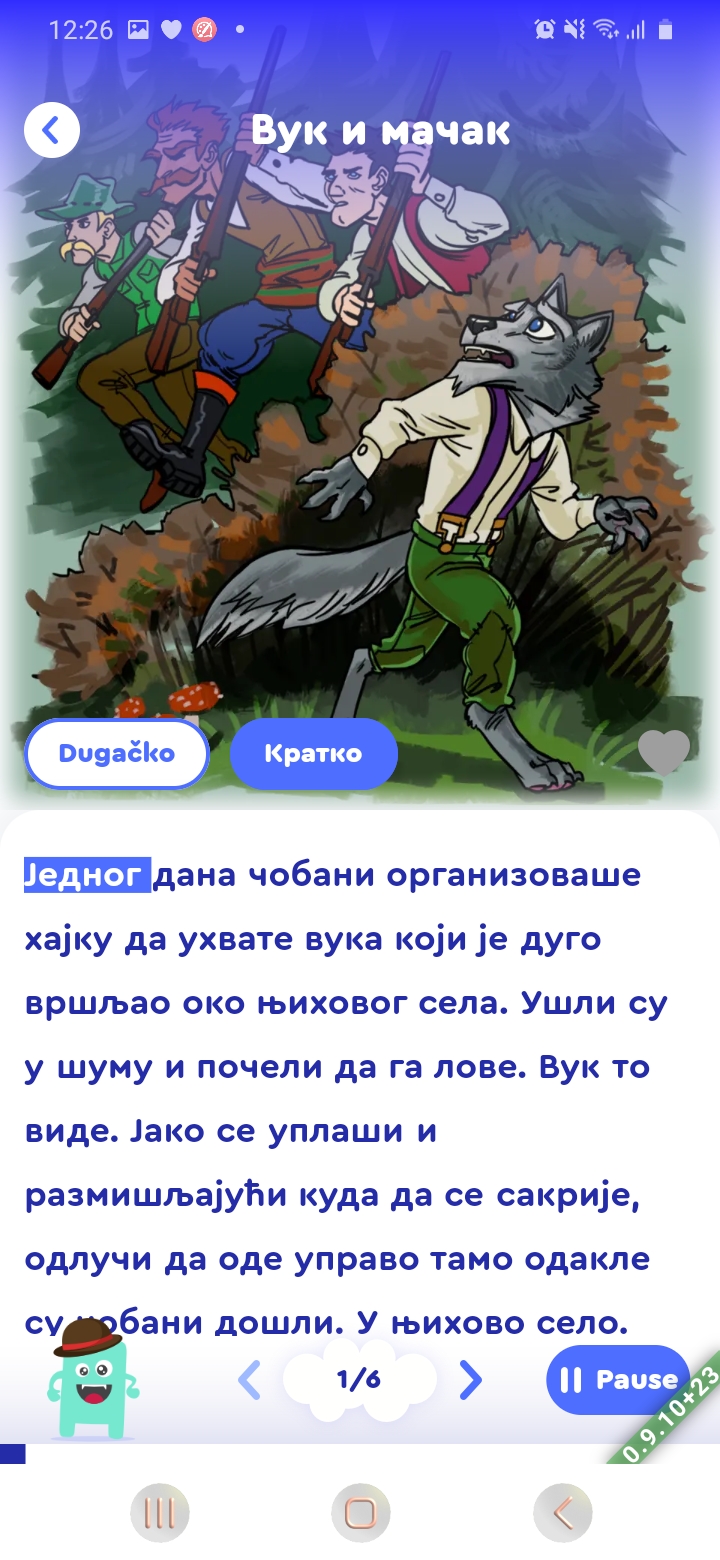 12:26
Вук и мачак
Dugačko
Кратко
Једног дана чобани организоваше
хајку да ухвате вука који је дуго
вршљао око њиховог села. Ушли су
у шуму и почели да га лове. Вук то
виде. Јако се уплаши и
размишљајући куда да се сакрије,
одлучи да оде управо тамо одакле
су чобани дошли. У њихово село.
1/6
Pause
0.9.10+23